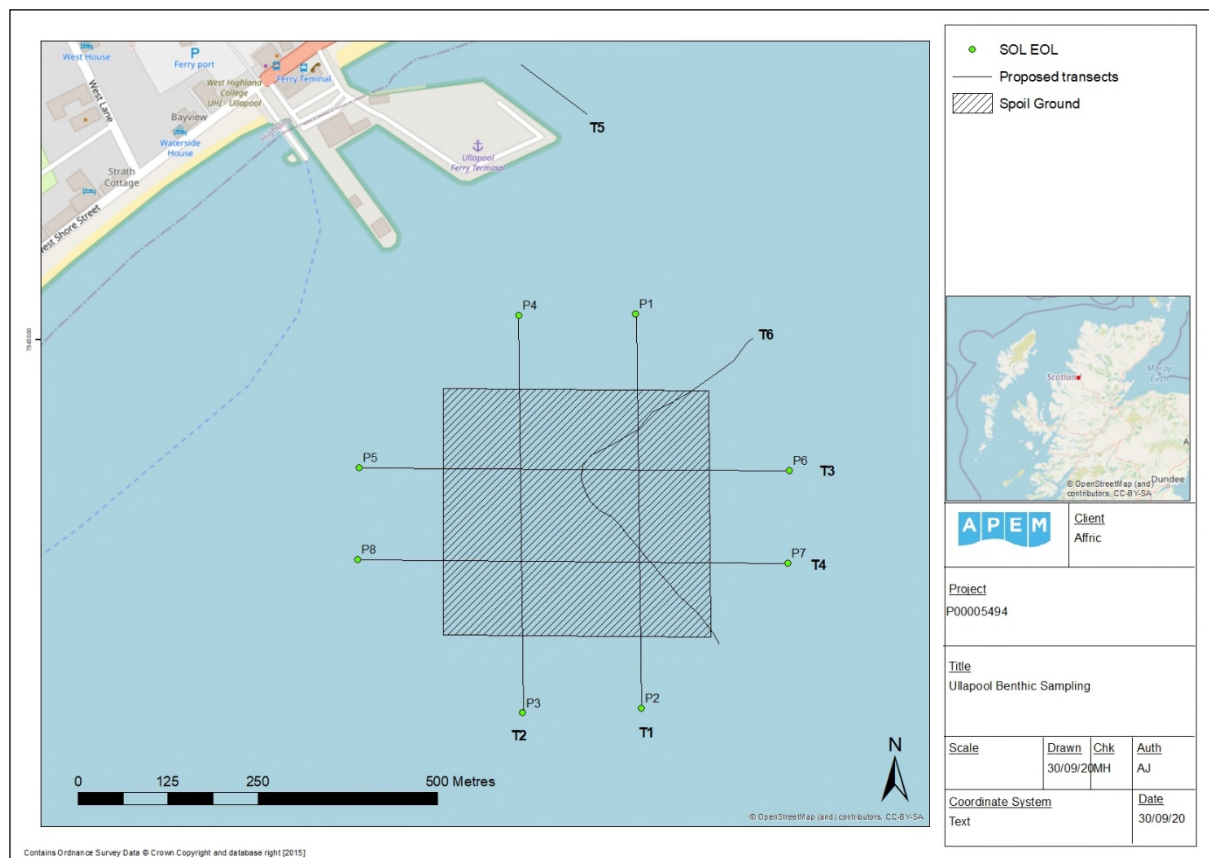 West House
P
Ferry port
West Lane
West Highland
College
UHI - Ullapool
Ferry Teminal
Bayview
Waterside
House
Strath
Cottage
est Shore Street
Highland
Ullapool
Ferry Terminal
T5
P4
P1
T6
P5
P6
T3
P8
P7
T4
P3
P2
T2
T1
0
125
250
500 Metres
N
© OpenStreetMap (and) contributors, CC-BY-SA
Contains Ordnance Survey Data © Crown Copyright and database right [2015]
SOL EOL
Proposed transects
Spoil Ground
Scotland
Moray
Firth
A
Dundee
© OpenStreetMap (and)
contributors, CC-BY-SA
APEM
Client
Affric
Project
P00005494
Title
Ullapool Benthic Sampling
Scale
Drawn
30/09/20
Chk
MH
Auth
AJ
Coordinate System
Text
Date
30/09/20